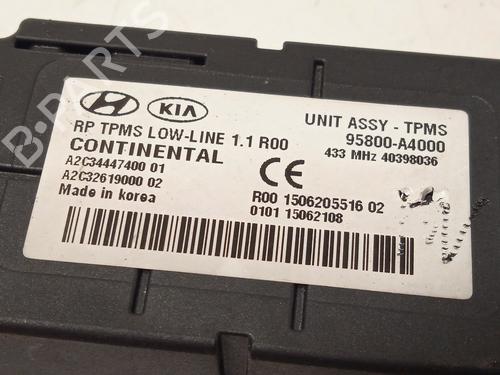 HYUNDAI KIA
UNIT ASSY - TPMS
RP TPMS LOW-LINE 1.1 R00
95800-A4000
CONTINENTAL
433 MHz 40398036
A2C34447400 01
A2C32619000 02
Made in korea
CE
R00 1506205516 02
0101 15062108
B-PARTS